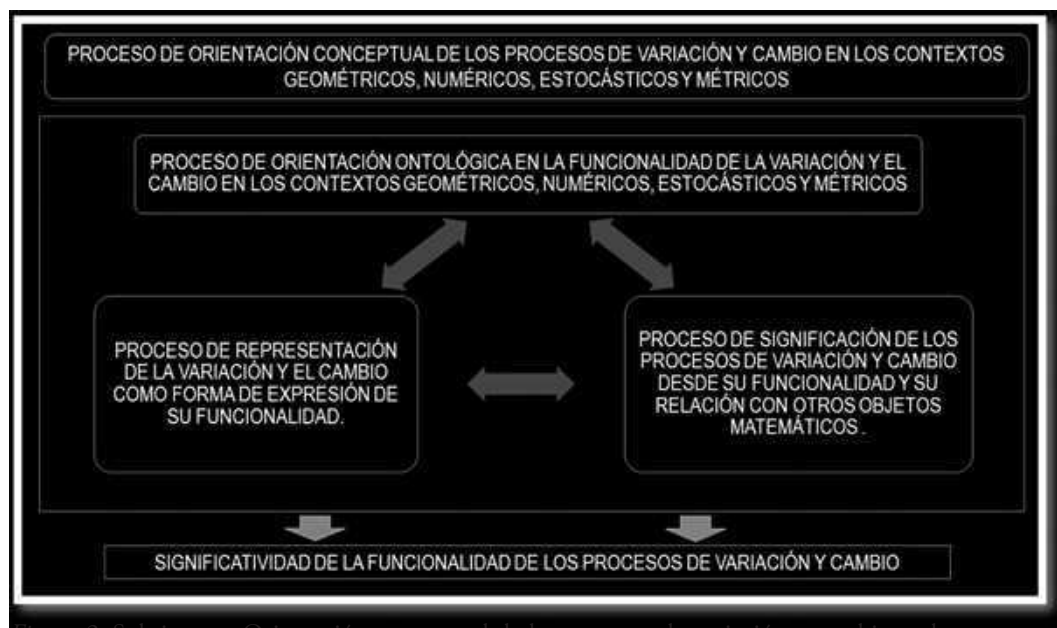 PROCESO DE ORIENTACIÓN CONCEPTUAL DE LOS PROCESOS DE VARIACIÓN Y CAMBIO EN LOS CONTEXTOS
GEOMÉTRICOS, NUMÉRICOS, ESTOCÁSTICOS Y MÉTRICOS
PROCESO DE ORIENTACIÓN ONTOLÓGICA EN LA FUNCIONALIDAD DE LA VARIACIÓN Y EL
CAMBIO EN LOS CONTEXTOS GEOMÉTRICOS, NUMÉRICOS, ESTOCÁSTICOS Y MÉTRICOS
PROCESO DE REPRESENTACIÓN
DE LA VARIACIÓN Y EL CAMBIO
COMO FORMA DE EXPRESIÓN DE
SU FUNCIONALIDAD.
PROCESO DE SIGNIFICACIÓN DE LOS
PROCESOS DE VARIACIÓN Y CAMBIO
DESDE SU FUNCIONALIDAD Y SU
RELACIÓN CON OTROS OBJETOS
MATEMÁTICOS .
SIGNIFICATIVIDAD DE LA FUNCIONALIDAD DE LOS PROCESOS DE VARIACIÓN Y CAMBIO